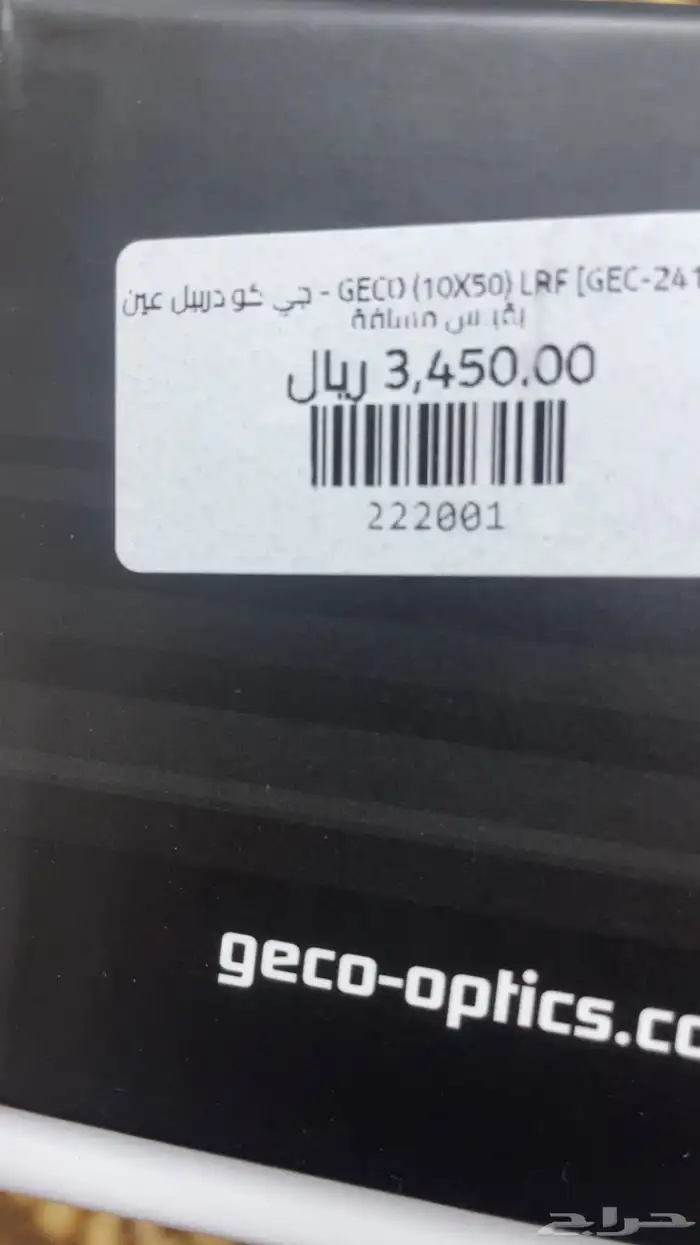 جي كو دربيل عين - GECO (10X50) LRF [GEC-241
يقيس مسافة
3,450.00 ريال
222001
geco-optics.co
حراج